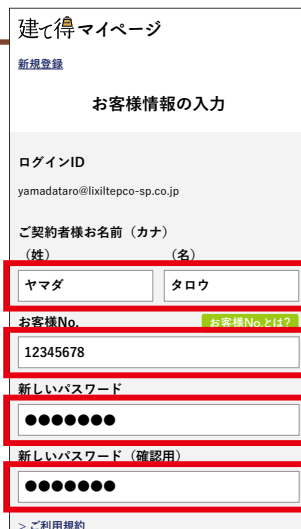 建て得マイページ
新規登録
お客様情報の入力
ログインID
yamadataro@lixiltepco-sp.co.jp
ご契約者様お名前（カナ）
（姓） （名）
ヤマダ タロウ
お客様No. お客様No.とは?
12345678
新しいパスワード
●●●●●●●
新しいパスワード（確認用）
●●●●●●●
> ご利用規約